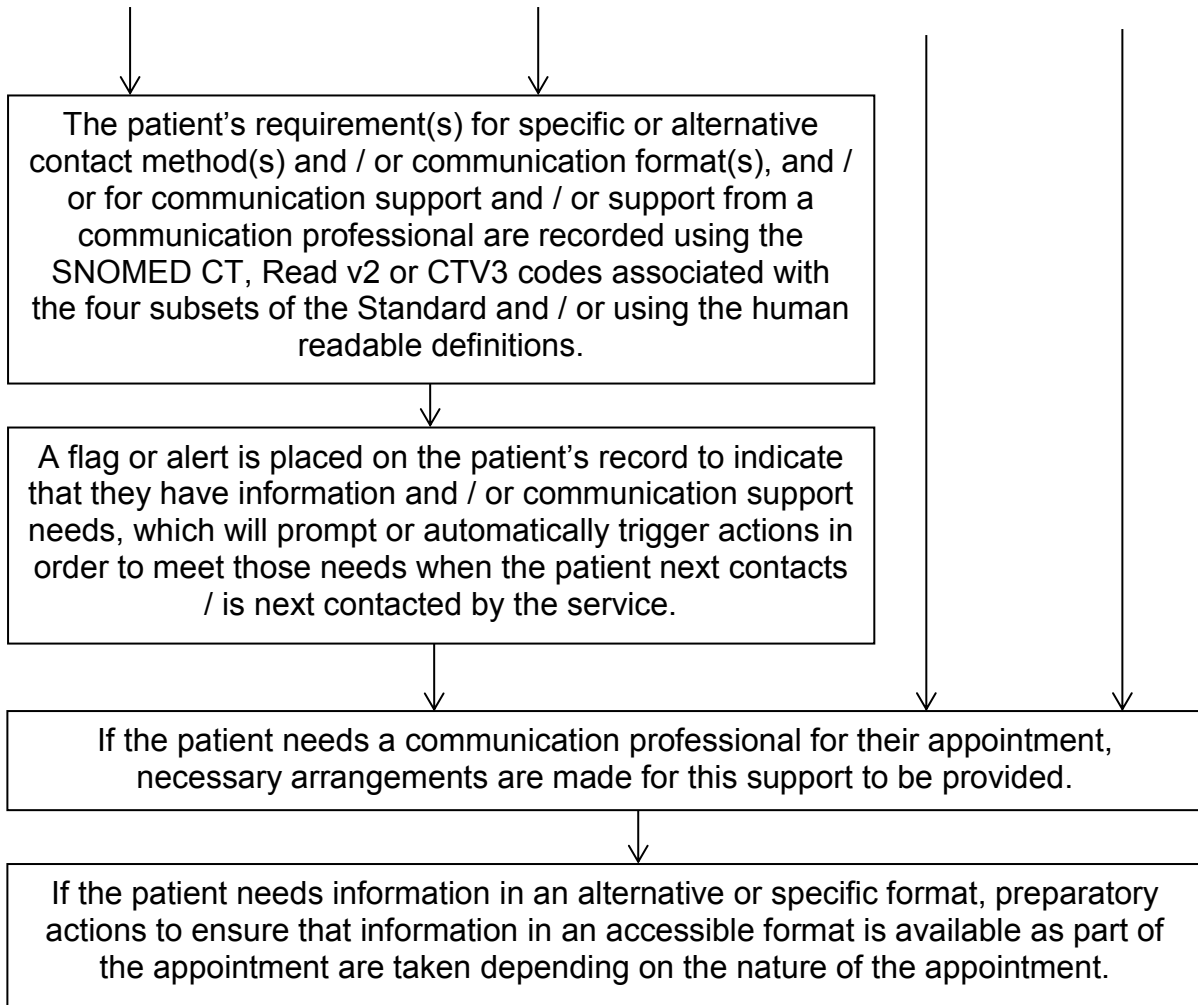 The patient’s requirement(s) for specific or alternative
contact method(s) and / or communication format(s), and /
or for communication support and / or support from a
communication professional are recorded using the
SNOMED CT, Read v2 or CTV3 codes associated with
the four subsets of the Standard and / or using the human
readable definitions.
A flag or alert is placed on the patient’s record to indicate
that they have information and / or communication support
needs, which will prompt or automatically trigger actions in
order to meet those needs when the patient next contacts
/ is next contacted by the service.
If the patient needs a communication professional for their appointment,
necessary arrangements are made for this support to be provided.
If the patient needs information in an alternative or specific format, preparatory
actions to ensure that information in an accessible format is available as part of
the appointment are taken depending on the nature of the appointment.